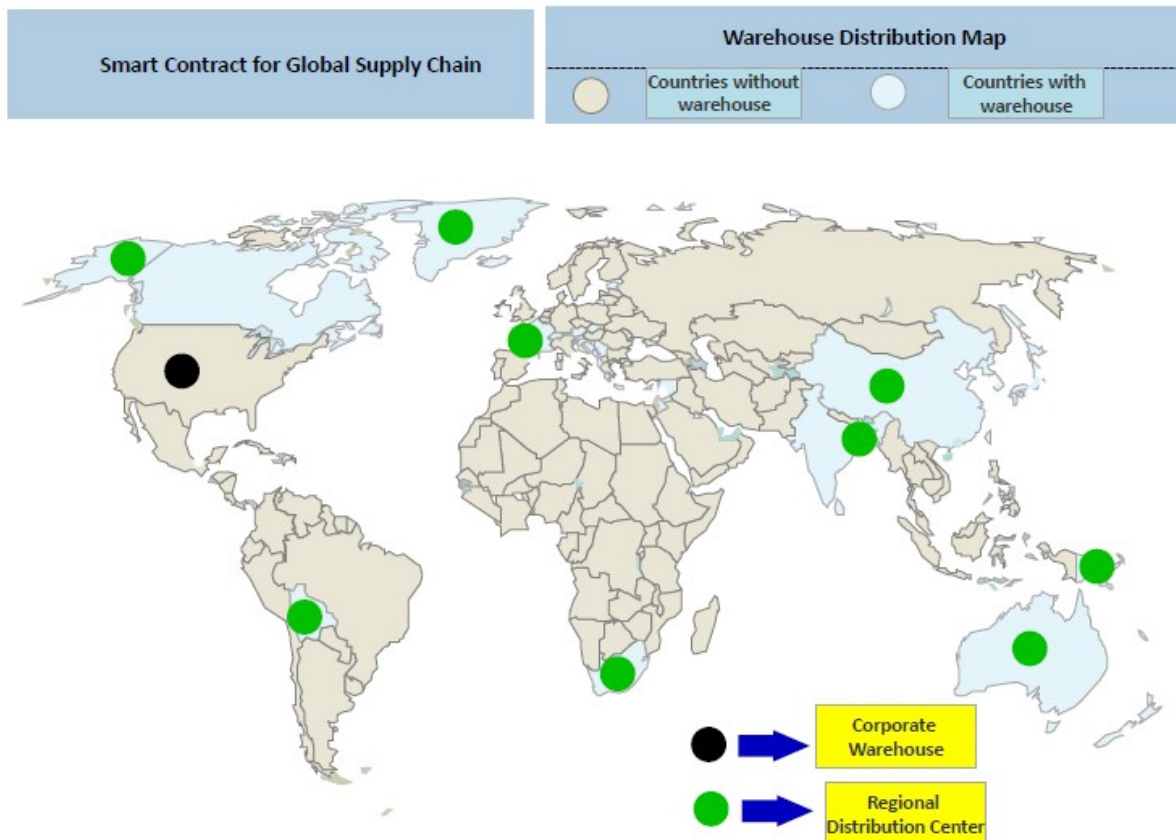 Smart Contract for Global Supply Chain
Warehouse Distribution Map
Countries without
warehouse
Countries with
warehouse
Corporate
Warehouse
Regional
Distribution Center